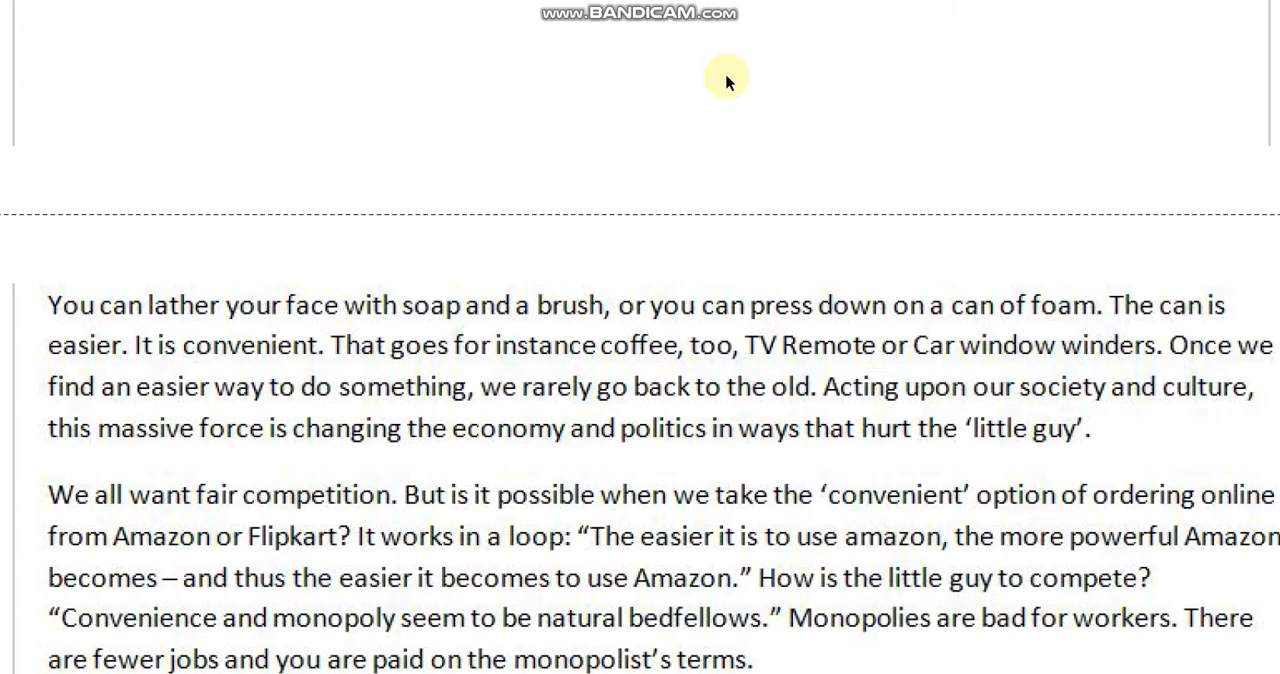 www.BANDICAM.com
You can lather your face with soap and a brush, or you can press down on a can of foam. The can is
easier. It is convenient. That goes for instance coffee, too, TV Remote or Car window winders. Once we
find an easier way to do something, we rarely go back to the old. Acting upon our society and culture,
this massive force is changing the economy and politics in ways that hurt the ‘little guy’.
We all want fair competition. But is it possible when we take the ‘convenient’ option of ordering online
from Amazon or Flipkart? It works in a loop: “The easier it is to use amazon, the more powerful Amazon
becomes – and thus the easier it becomes to use Amazon.” How is the little guy to compete?
“Convenience and monopoly seem to be natural bedfellows.” Monopolies are bad for workers. There
are fewer jobs and you are paid on the monopolist’s terms.